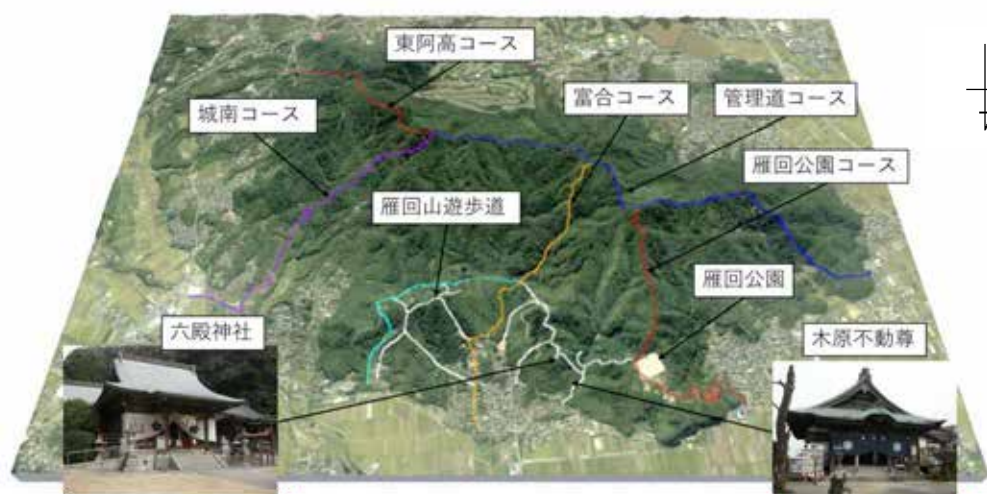 東阿高コース
富合コース
管理道コース
城南コース
雁回公園コース
雁回山遊歩道
雁回公園
六殿神社
木原不動尊